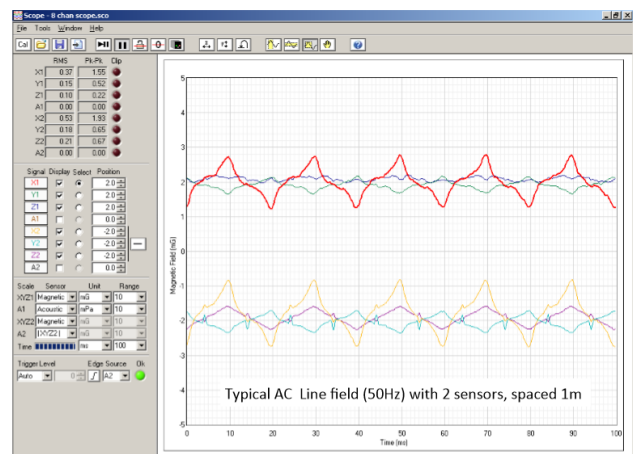 Scope - 8 chan scope.sco
File Tools Window Help
Cal
RMS Pk-Pk Clip
X1 0.37 1.55
Y1 0.15 0.52
Z1 0.10 0.22
A1 0.00 0.00
X2 0.53 1.93
Y2 0.18 0.65
Z2 0.21 0.67
A2 0.00 0.00
Signal Display Select Position
X1 2.0
Y1 2.0
Z1 2.0
A1 0.0
X2 -2.0
Y2 -2.0
Z2 -2.0
A2 0.0
Scale Sensor Unit Range
XYZ1 Magnetic nG 10
A1 Acoustic mPa 10
XYZ2 Magnetic nG 10
A2 |XYZ2| nG 10
Time ms 100
Trigger Level Edge Source Ok
Auto 0 A2
Magnetic Field [nG]
5
4
3
2
1
0
-1
-2
-3
-4
-5
Typical AC Line field (50Hz) with 2 sensors, spaced 1m
0 10 20 30 40 50 60 70 80 90 100
Time [ms]